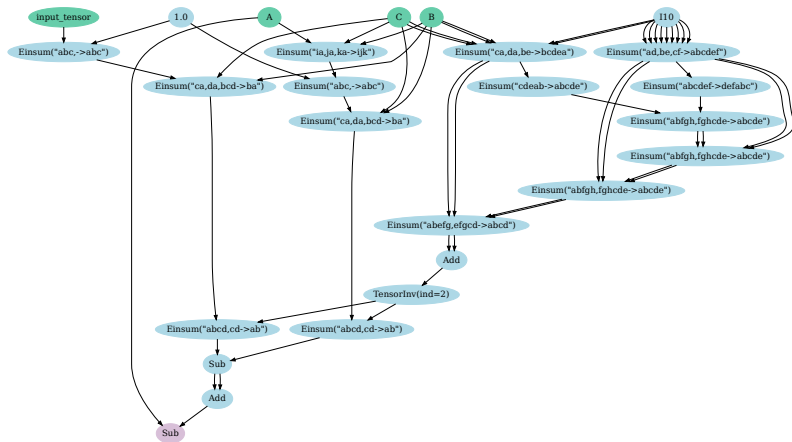 input_tensor 1.0 A C B I10
Einsum("abc,->abc") Einsum("ia,ja,ka->ijk") Einsum("ca,da,be->bcdea") Einsum("ad,be,cf->abcdef")
Einsum("ca,da,bcd->ba") Einsum("abc,->abc") Einsum("cdeab->abcde") Einsum("abcdef->defabc")
Einsum("ca,da,bcd->ba") Einsum("abfgh,fghcde->abcde")
Einsum("abfgh,fghcde->abcde")
Einsum("abfgh,fghcde->abcde")
Einsum("abefg,efgcd->abcd")
Add
TensorInv(ind=2)
Einsum("abcd,cd->ab") Einsum("abcd,cd->ab")
Sub
Add
Sub